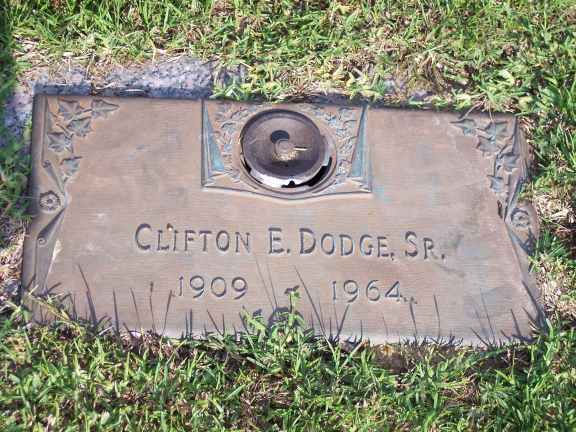 CLIFTON E. DODGE, SR.
1909 1964